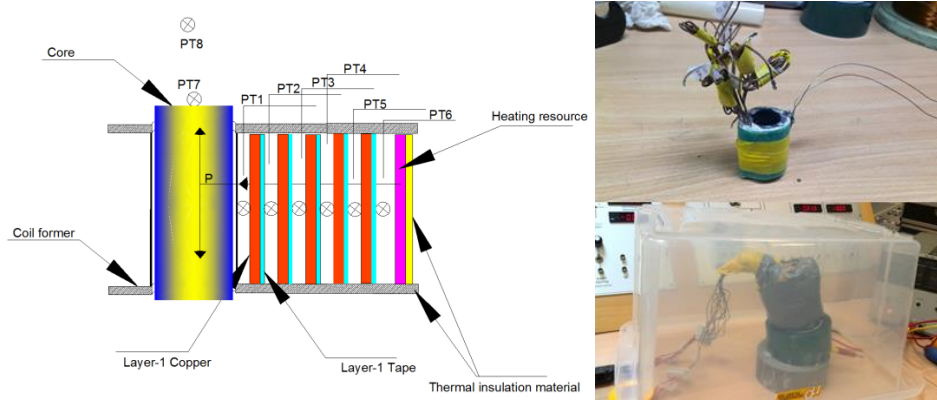 PT8
Core
PT7
PT4
PT1
PT2
PT3
PT5
PT6
Heating resource
P
Coil former
Layer-1 Copper
Layer-1 Tape
Thermal insulation material